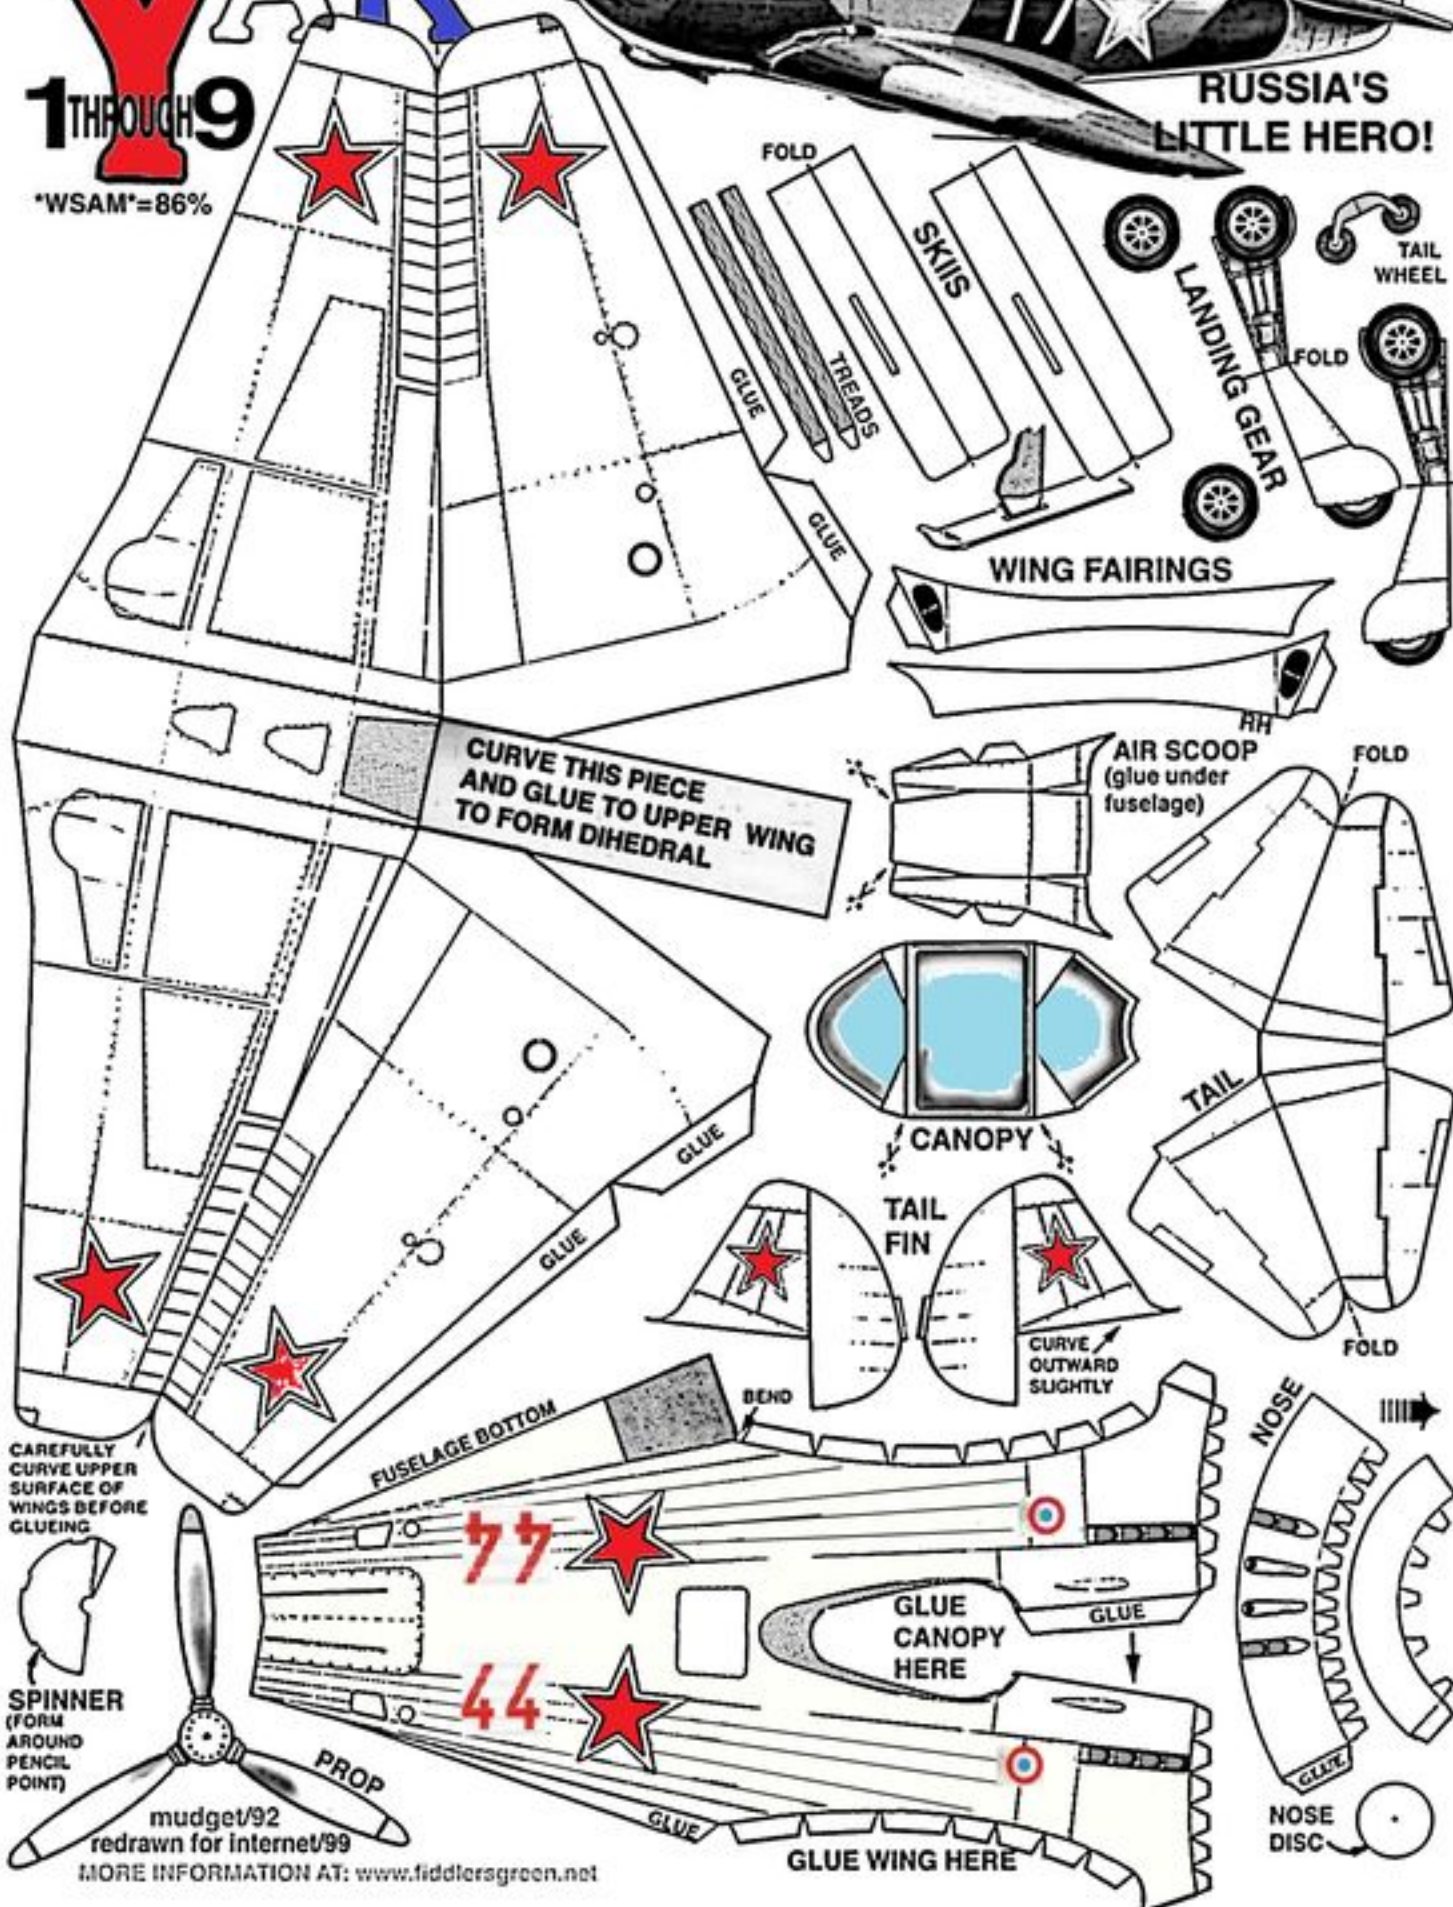 Y
1THROUGH9
*WSAM*=86%
RUSSIA'S
LITTLE HERO!
FOLD
SKIIS
TREADS
TAIL
WHEEL
LANDING GEAR
FOLD
GLUE
GLUE
WING FAIRINGS
RH
CURVE THIS PIECE
AND GLUE TO UPPER WING
TO FORM DIHEDRAL
AIR SCOOP
(glue under
fuselage)
FOLD
CANOPY
TAIL
GLUE
GLUE
TAIL
FIN
CURVE
OUTWARD
SLIGHTLY
FOLD
CAREFULLY
CURVE UPPER
SURFACE OF
WINGS BEFORE
GLUEING
FUSELAGE BOTTOM
BEND
NOSE
44
GLUE
CANOPY
HERE
GLUE
44
SPINNER
(FORM
AROUND
PENCIL
POINT)
PROP
mudget/92
redrawn for internet/99
MORE INFORMATION AT: www.fiddlersgreen.net
GLUE
GLUE WING HERE
GLUE
NOSE
DISC